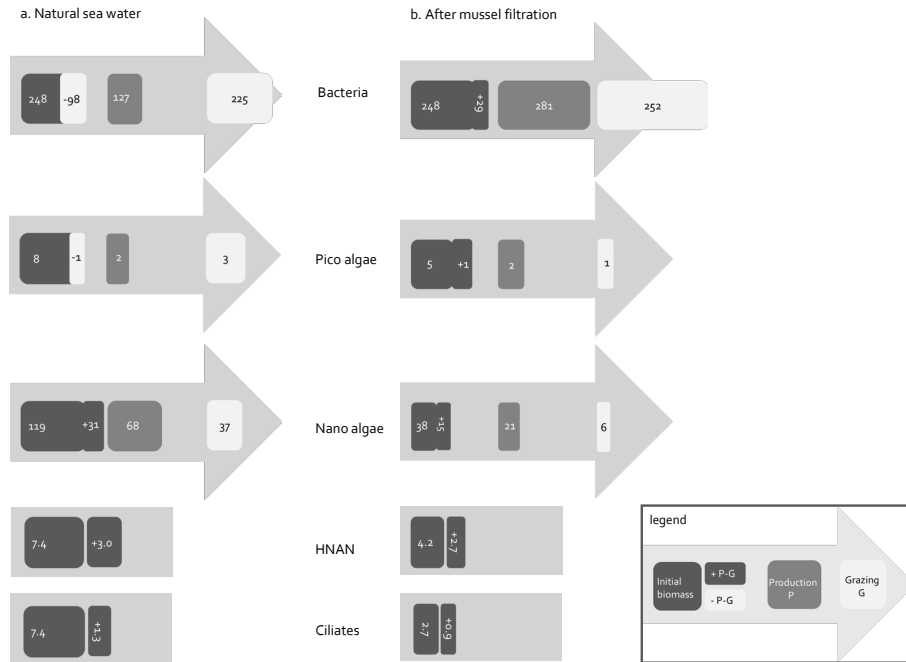 a. Natural sea water
b. After mussel filtration
248 -98 127 225
Bacteria
248 +29 281 252
8 -1 2 3
Pico algae
5 +1 2 1
119 +31 68 37
Nano algae
38 +15 21 6
7.4 +3.0
HNAN
4.2 +2.7
7.4 +1.3
Ciliates
2.7 +0.9
legend
Initial
biomass
+ P-G
- P-G
Production
P
Grazing
G